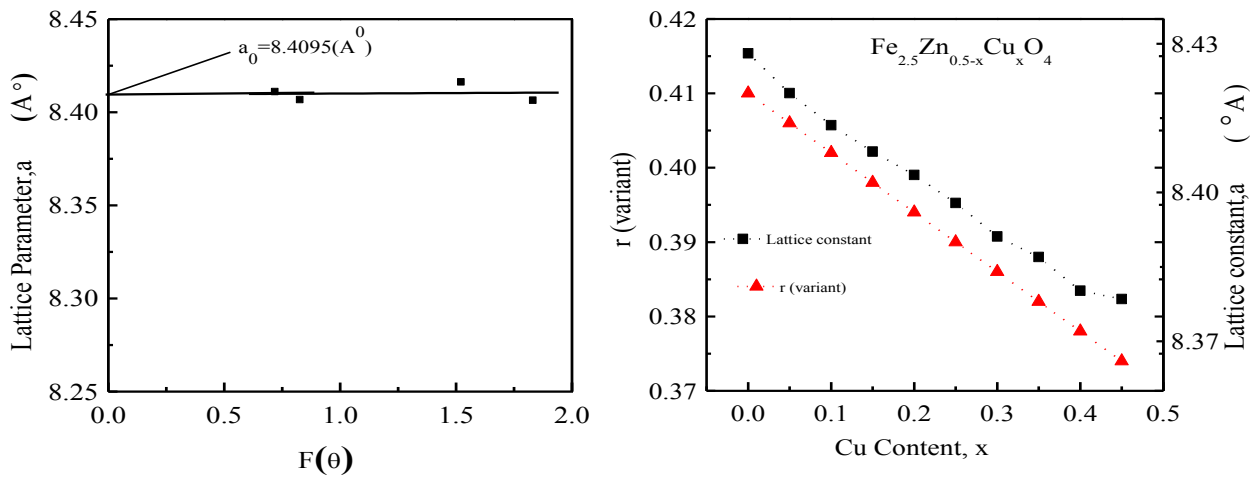 8.45
8.40
8.35
8.30
8.25
0.0 0.5 1.0 1.5 2.0
Lattice Parameter,a (A°)
F(θ)
a₀=8.4095(A⁰)
0.42
0.41
0.40
0.39
0.38
0.37
0.0 0.1 0.2 0.3 0.4 0.5
r (variant)
Cu Content, x
Fe₂.₅Zn₀.₅₋ₓCuₓO₄
Lattice constant
r (variant)
8.43
8.40
8.37
Lattice constant,a (°A)